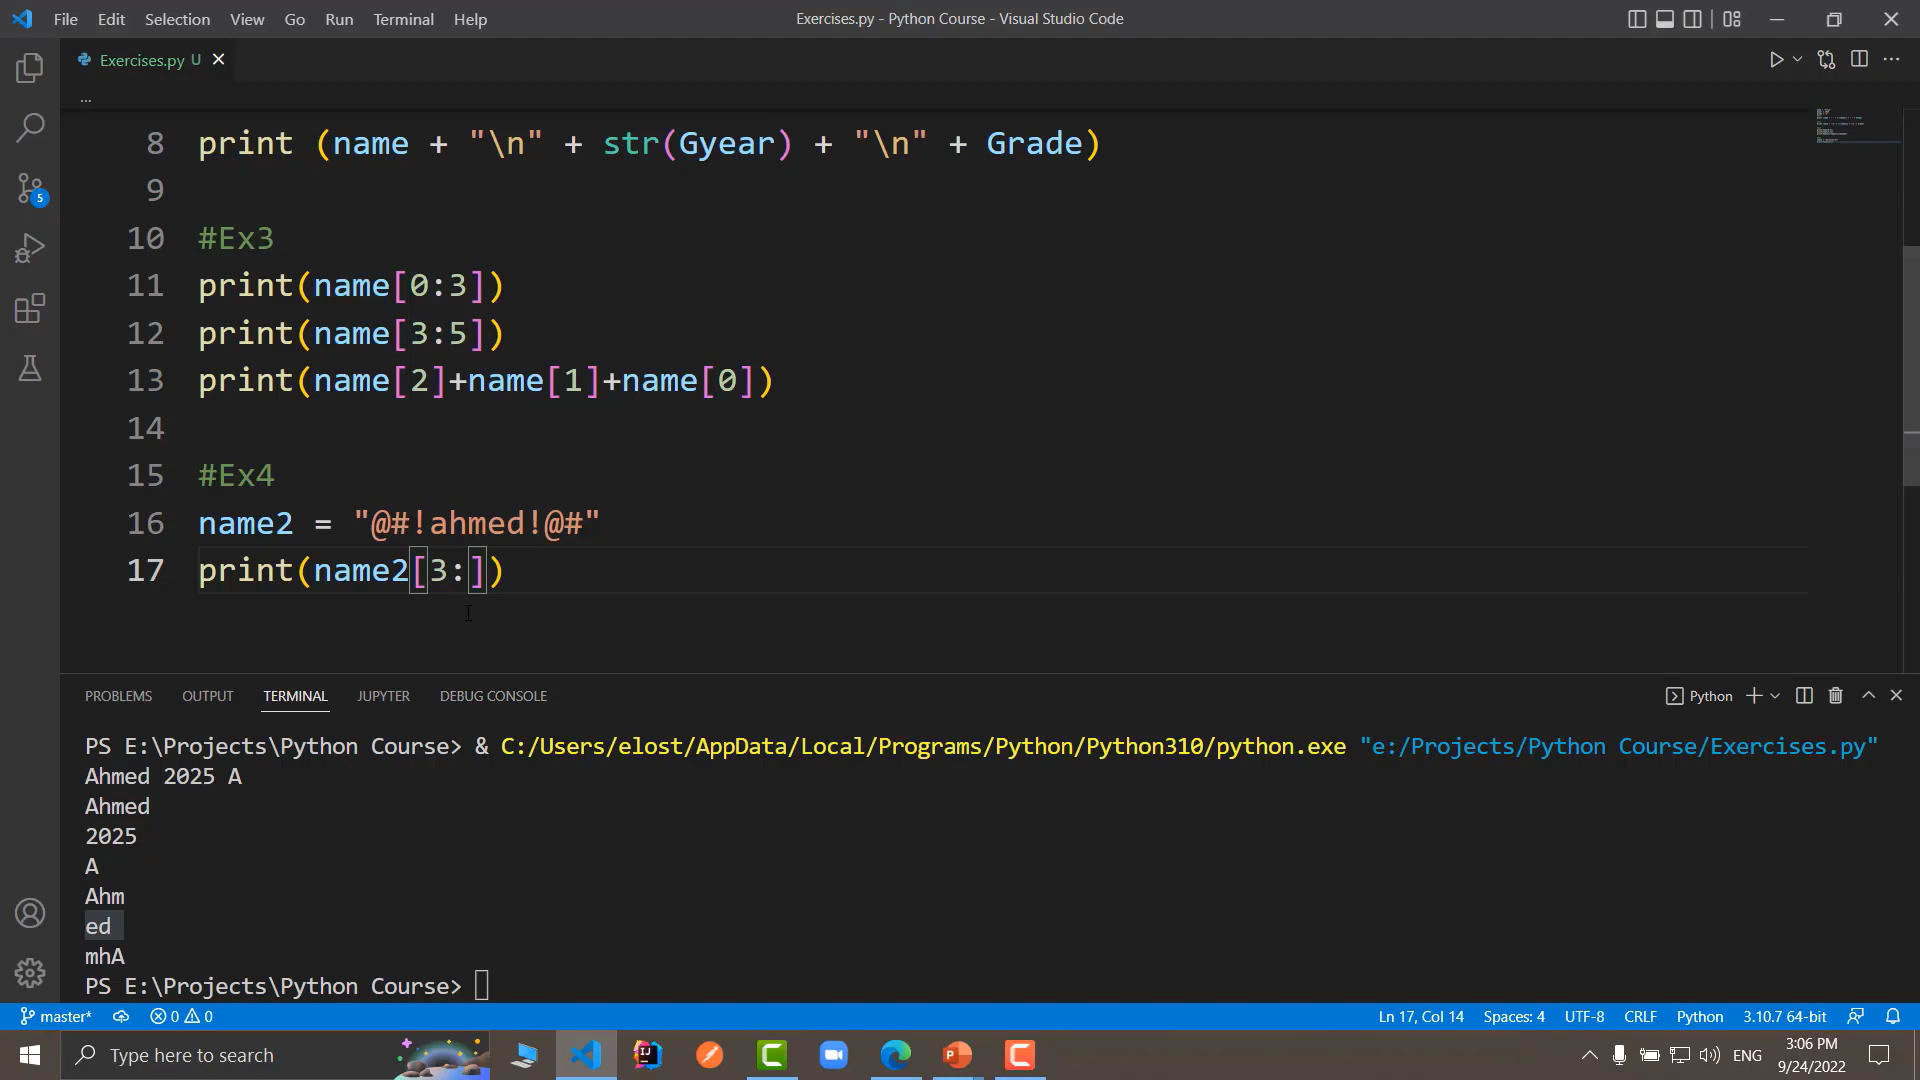 File Edit Selection View Go Run Terminal Help
Exercises.py - Python Course - Visual Studio Code
Exercises.py U
...
8 print (name + "\n" + str(Gyear) + "\n" + Grade)
9
10 #Ex3
11 print(name[0:3])
12 print(name[3:5])
13 print(name[2]+name[1]+name[0])
14
15 #Ex4
16 name2 = "@#!ahmed!@#"
17 print(name2[3:])
5
PROBLEMS OUTPUT TERMINAL JUPYTER DEBUG CONSOLE
Python
PS E:\Projects\Python Course> & C:/Users/elost/AppData/Local/Programs/Python/Python310/python.exe "e:/Projects/Python Course/Exercises.py"
Ahmed 2025 A
Ahmed
2025
A
Ahm
ed
mhA
PS E:\Projects\Python Course>
master* 0 0 Ln 17, Col 14 Spaces: 4 UTF-8 CRLF Python 3.10.7 64-bit
Type here to search
ENG
3:06 PM
9/24/2022